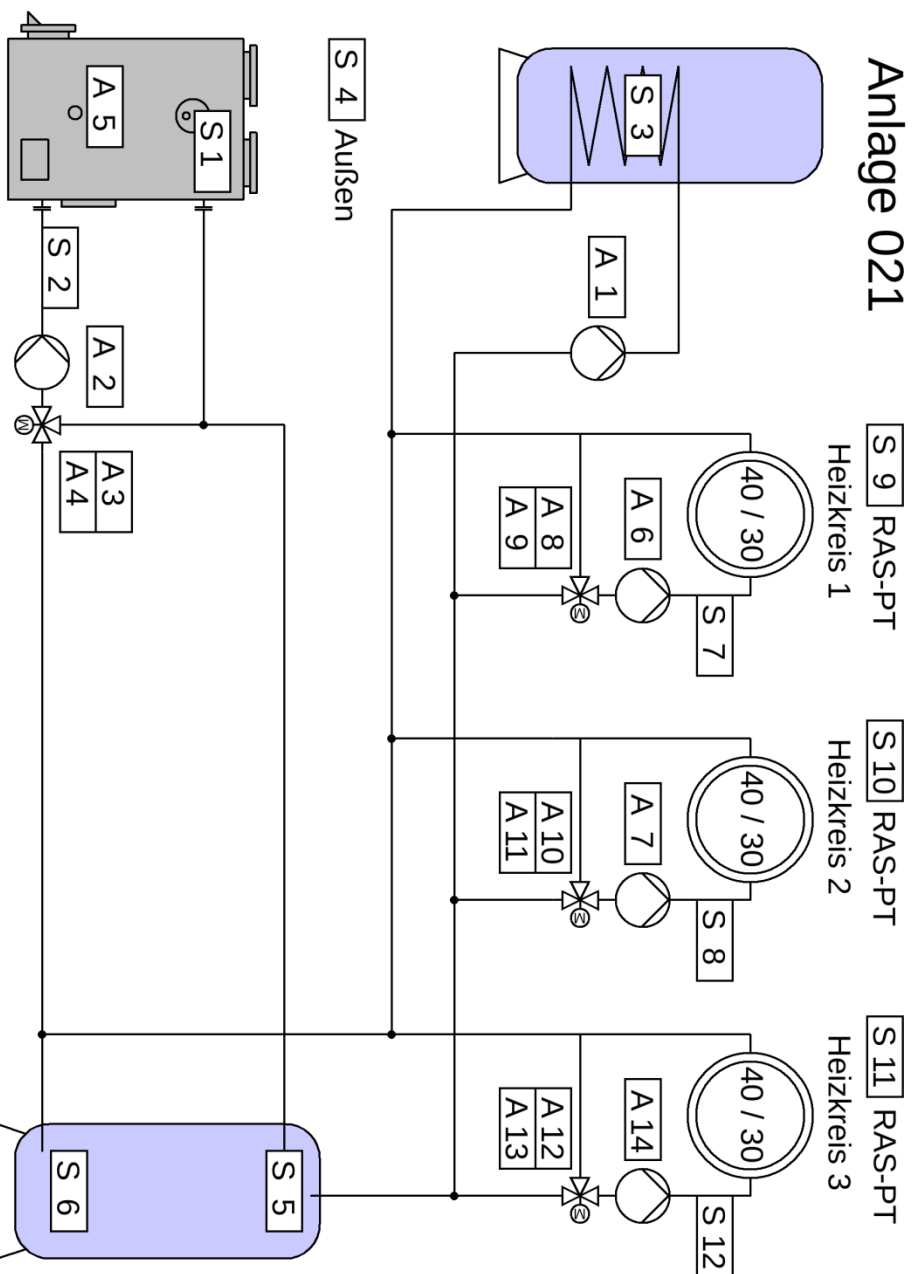 Anlage 021
S 9 RAS-PT
Heizkreis 1
S 10 RAS-PT
Heizkreis 2
S 11 RAS-PT
Heizkreis 3
40 / 30
40 / 30
40 / 30
S 3
A 1
A 6
S 7
A 8
A 9
A 7
S 8
A 10
A 11
A 14
S 12
A 12
A 13
M
M
M
S 4 Außen
S 1
A 5
S 2
A 2
M
A 3
A 4
S 5
S 6